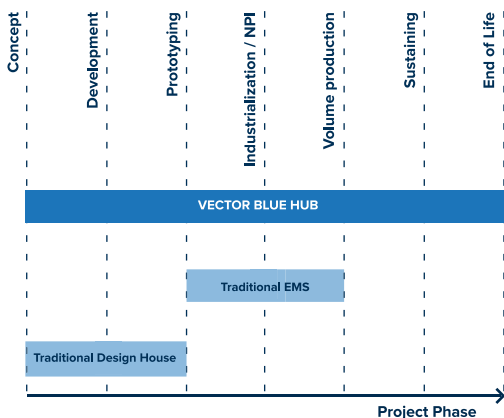 Concept
Development
Prototyping
Industrialization / NPI
Volume production
Sustaining
End of Life
VECTOR BLUE HUB
Traditional EMS
Traditional Design House
Project Phase